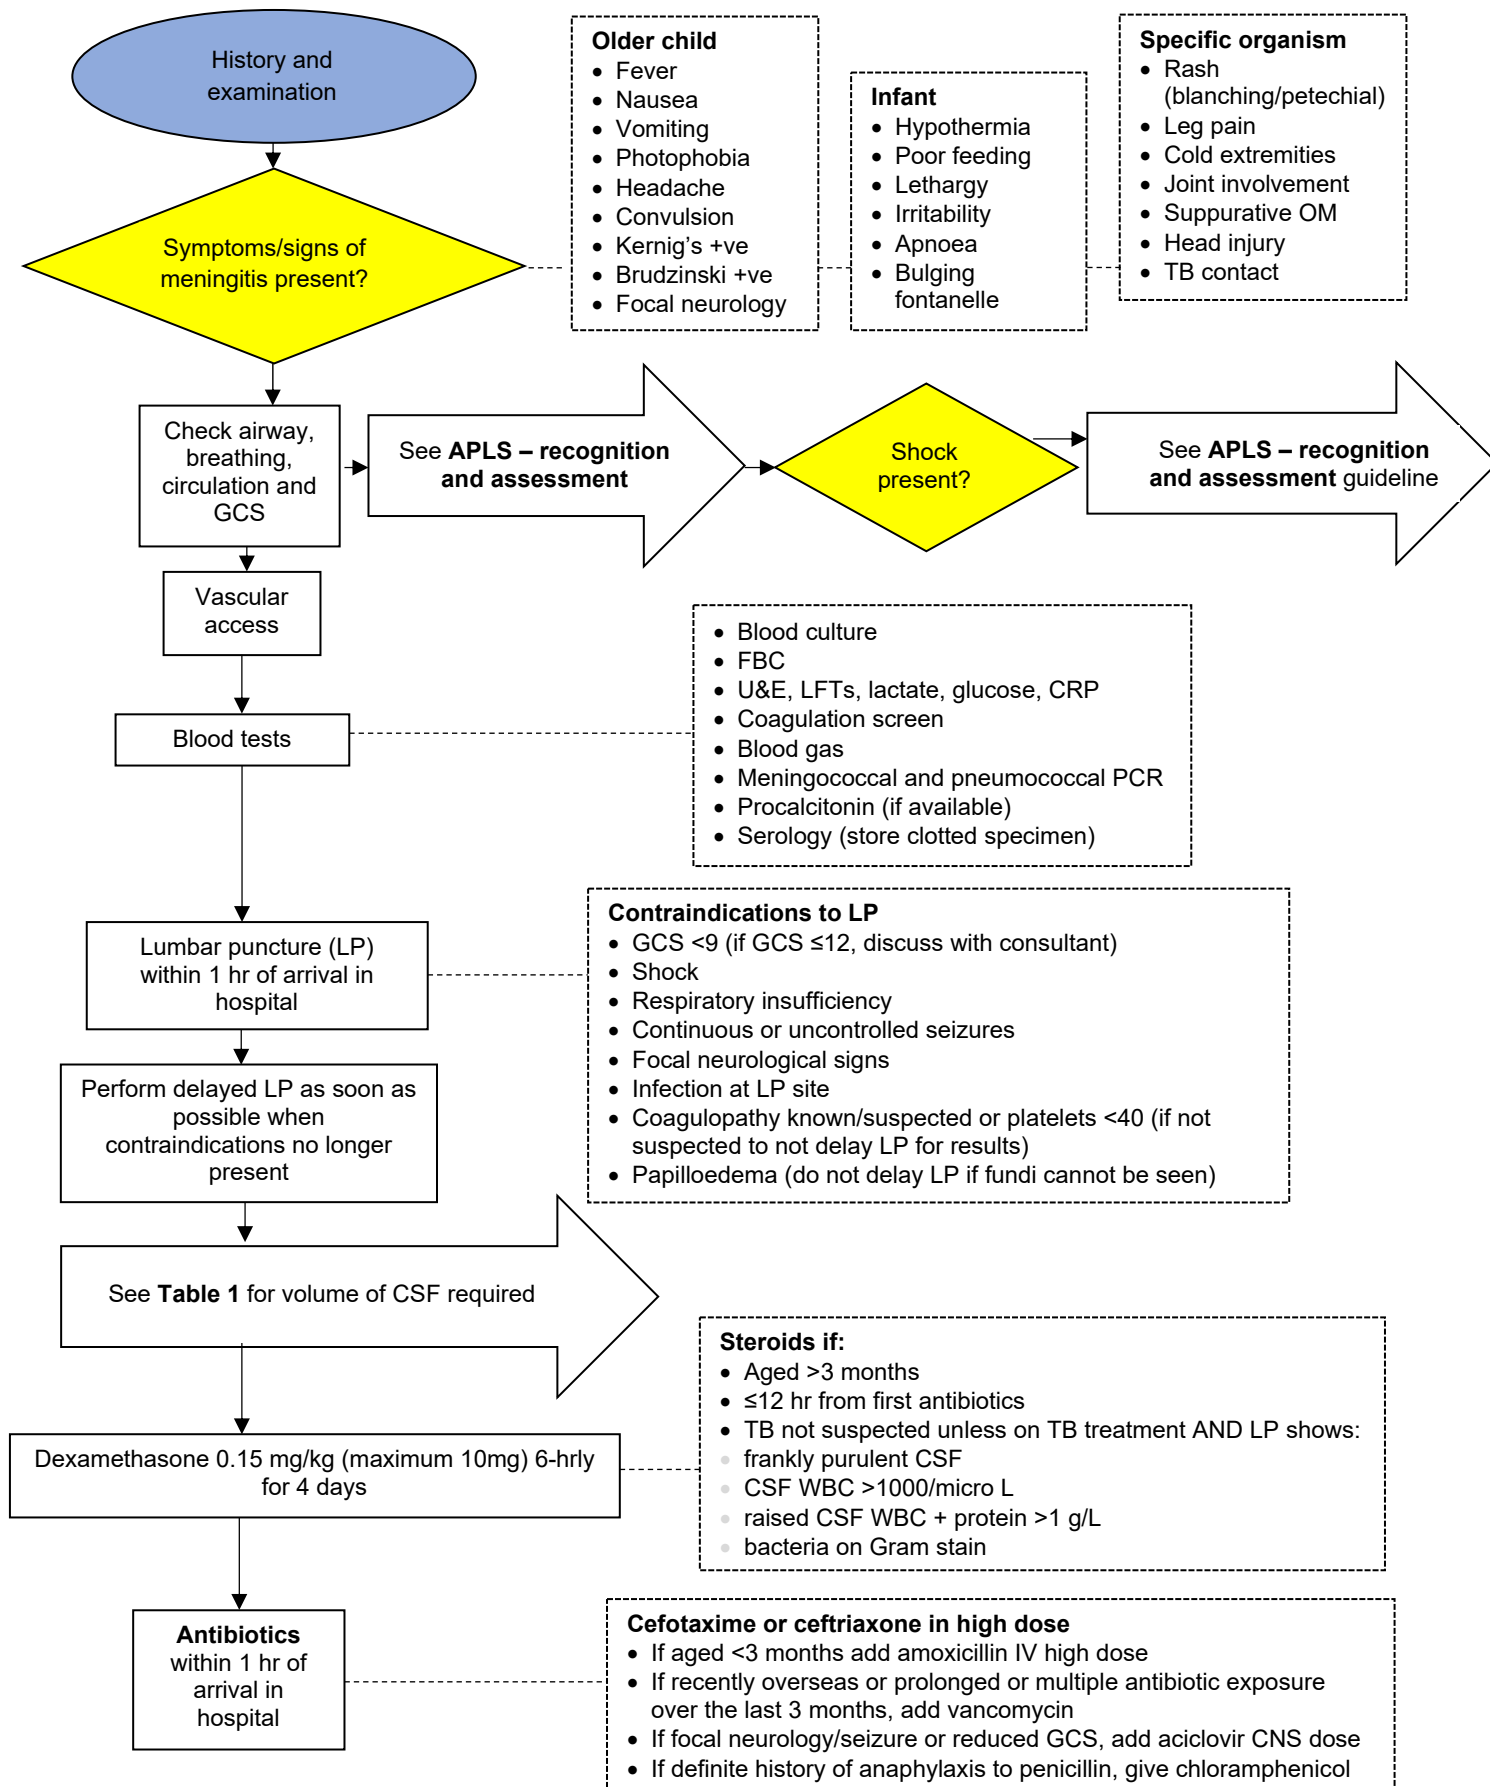 History and
examination
Older child
• Fever
• Nausea
• Vomiting
• Photophobia
• Headache
• Convulsion
• Kernig's +ve
• Brudzinski +ve
• Focal neurology
Infant
• Hypothermia
• Poor feeding
• Lethargy
• Irritability
• Apnoea
• Bulging
fontanelle
Specific organism
• Rash
(blanching/petechial)
• Leg pain
• Cold extremities
• Joint involvement
• Suppurative OM
• Head injury
• TB contact
Symptoms/signs of
meningitis present?
Check airway,
breathing,
circulation and
GCS
See APLS – recognition
and assessment
Shock
present?
See APLS – recognition
and assessment guideline
Vascular
access
Blood tests
• Blood culture
• FBC
• U&E, LFTs, lactate, glucose, CRP
• Coagulation screen
• Blood gas
• Meningococcal and pneumococcal PCR
• Procalcitonin (if available)
• Serology (store clotted specimen)
Lumbar puncture (LP)
within 1 hr of arrival in
hospital
Contraindications to LP
• GCS <9 (if GCS ≤12, discuss with consultant)
• Shock
• Respiratory insufficiency
• Continuous or uncontrolled seizures
• Focal neurological signs
• Infection at LP site
• Coagulopathy known/suspected or platelets <40 (if not
suspected to not delay LP for results)
• Papilloedema (do not delay LP if fundi cannot be seen)
Perform delayed LP as soon as
possible when
contraindications no longer
present
See Table 1 for volume of CSF required
Steroids if:
• Aged >3 months
• ≤12 hr from first antibiotics
• TB not suspected unless on TB treatment AND LP shows:
• frankly purulent CSF
• CSF WBC >1000/micro L
• raised CSF WBC + protein >1 g/L
• bacteria on Gram stain
Dexamethasone 0.15 mg/kg (maximum 10mg) 6-hrly
for 4 days
Antibiotics
within 1 hr of
arrival in
hospital
Cefotaxime or ceftriaxone in high dose
• If aged <3 months add amoxicillin IV high dose
• If recently overseas or prolonged or multiple antibiotic exposure
over the last 3 months, add vancomycin
• If focal neurology/seizure or reduced GCS, add aciclovir CNS dose
• If definite history of anaphylaxis to penicillin, give chloramphenicol